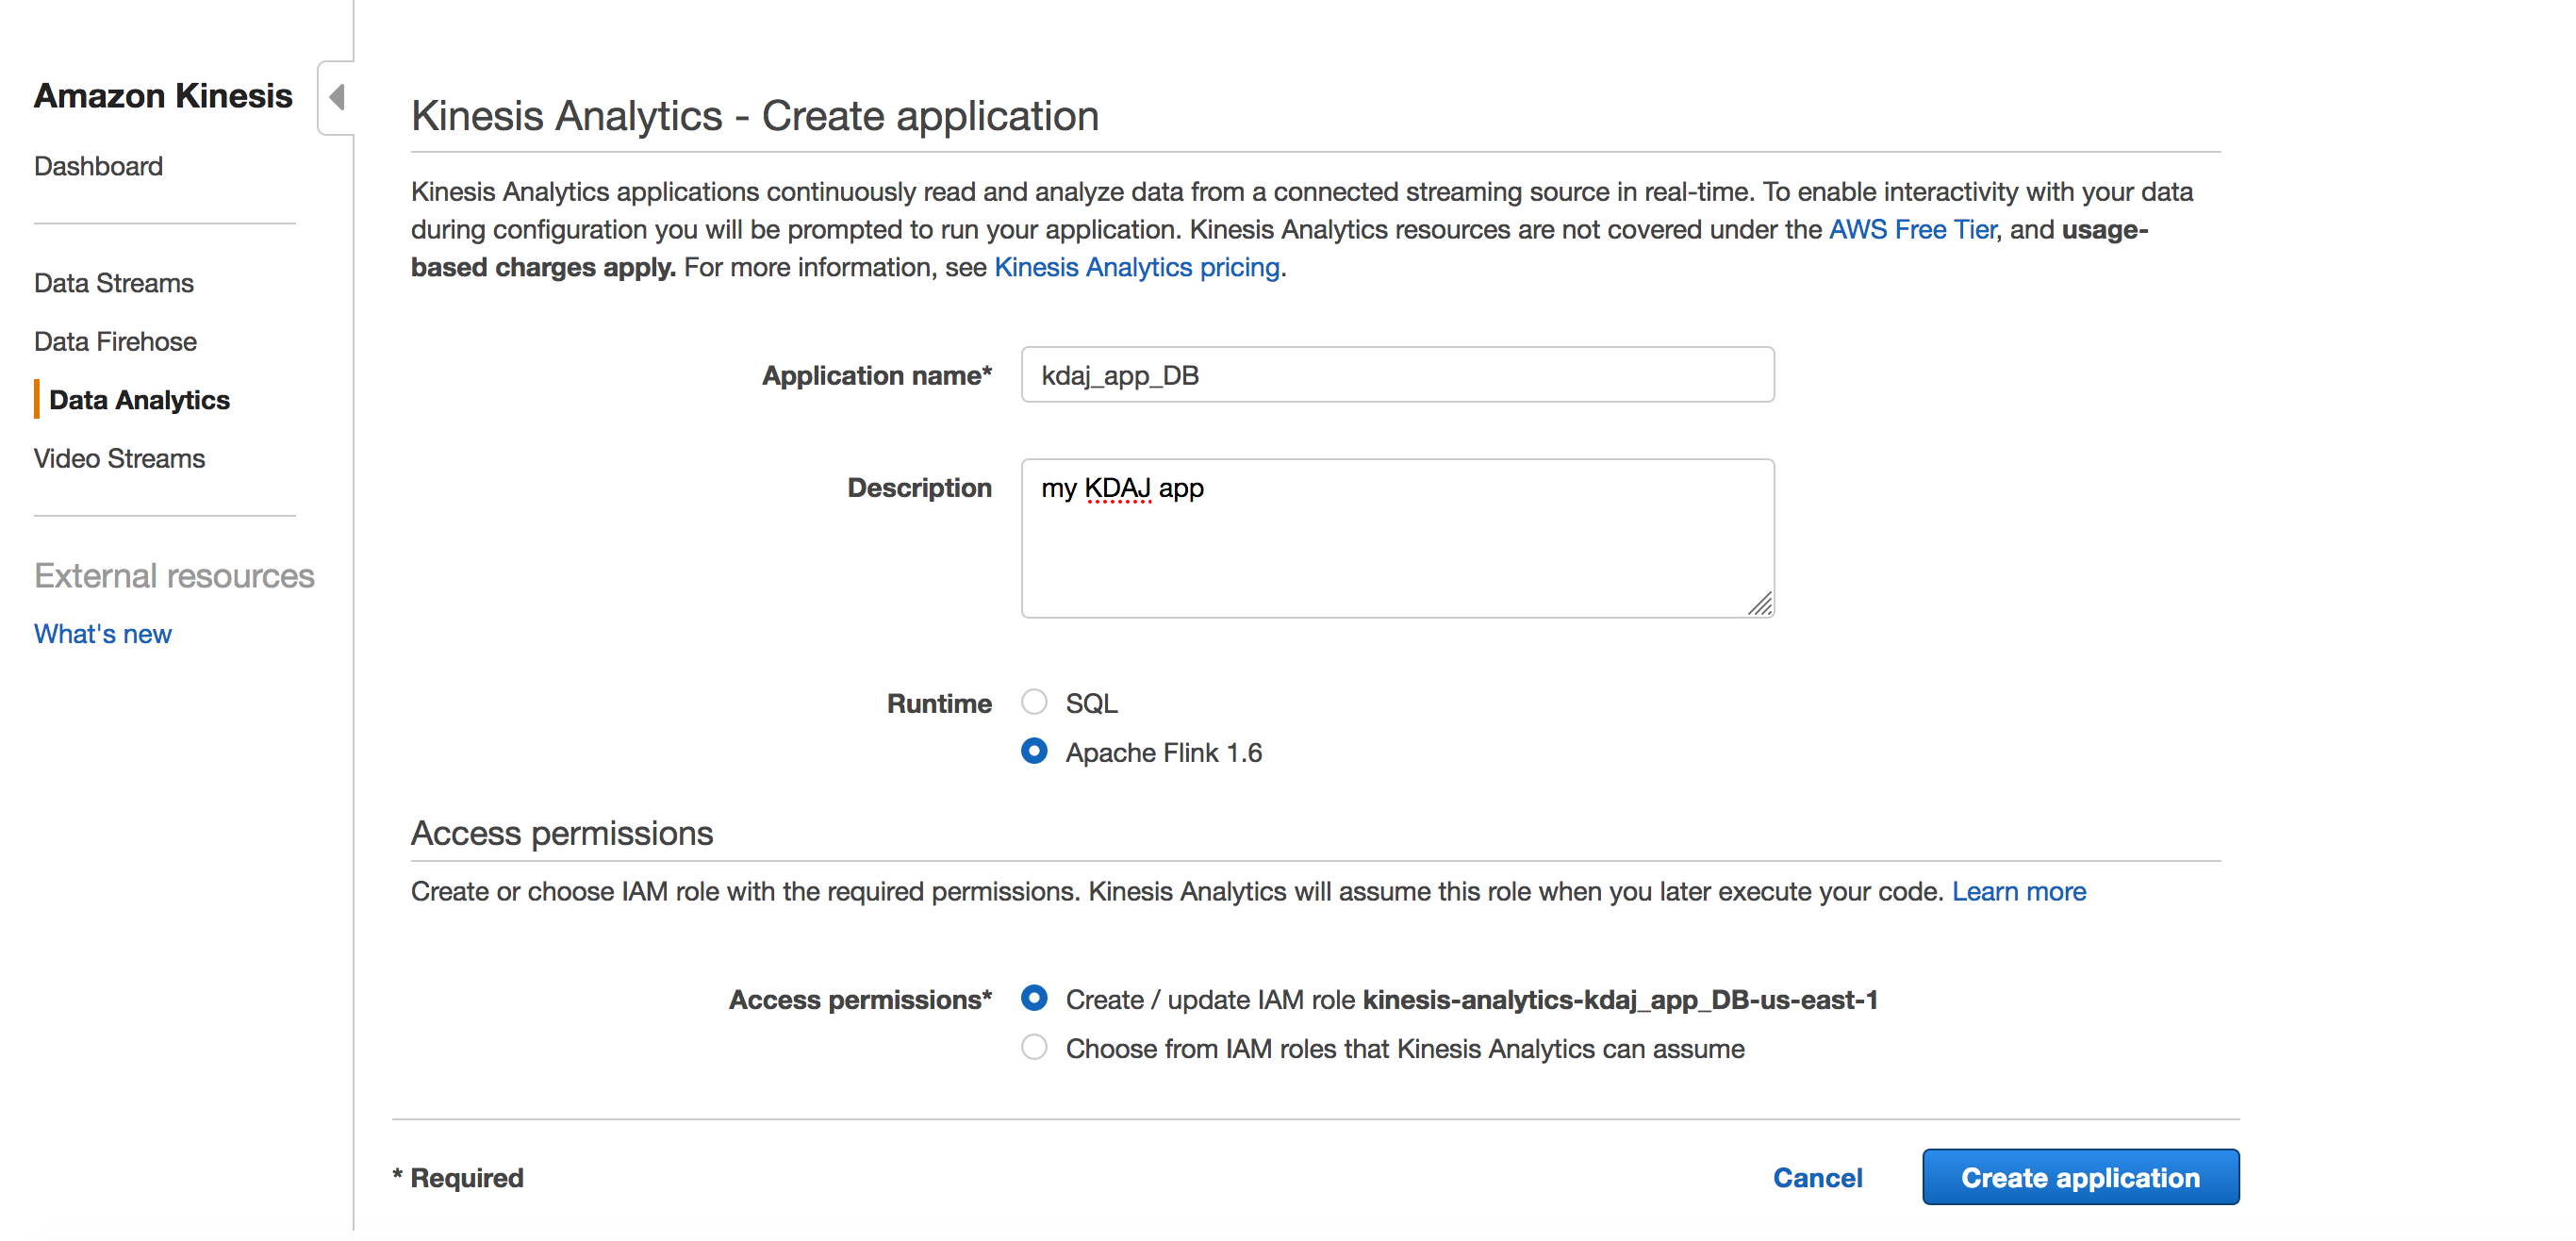 Amazon Kinesis
Dashboard
Data Streams
Data Firehose
Data Analytics
Video Streams
External resources
What's new
Kinesis Analytics - Create application
Kinesis Analytics applications continuously read and analyze data from a connected streaming source in real-time. To enable interactivity with your data
during configuration you will be prompted to run your application. Kinesis Analytics resources are not covered under the AWS Free Tier, and usage-
based charges apply. For more information, see Kinesis Analytics pricing.
Application name* kdaj_app_DB
Description my KDAJ app
Runtime SQL
Apache Flink 1.6
Access permissions
Create or choose IAM role with the required permissions. Kinesis Analytics will assume this role when you later execute your code. Learn more
Access permissions* Create / update IAM role kinesis-analytics-kdaj_app_DB-us-east-1
Choose from IAM roles that Kinesis Analytics can assume
* Required Cancel Create application